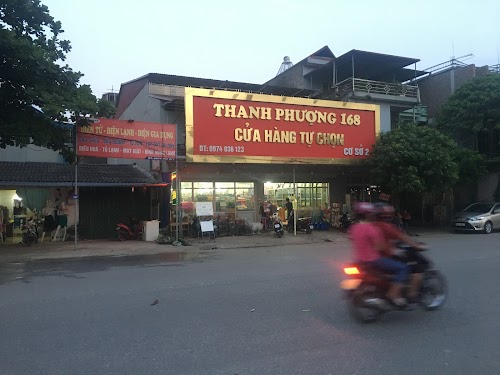 ĐIỆN TỬ - ĐIỆN LẠNH - ĐIỆN GIA DỤNG
THANH PHƯƠNG 168
CỬA HÀNG TỰ CHỌN
ĐT: 0974 036 123
CƠ SỞ 2